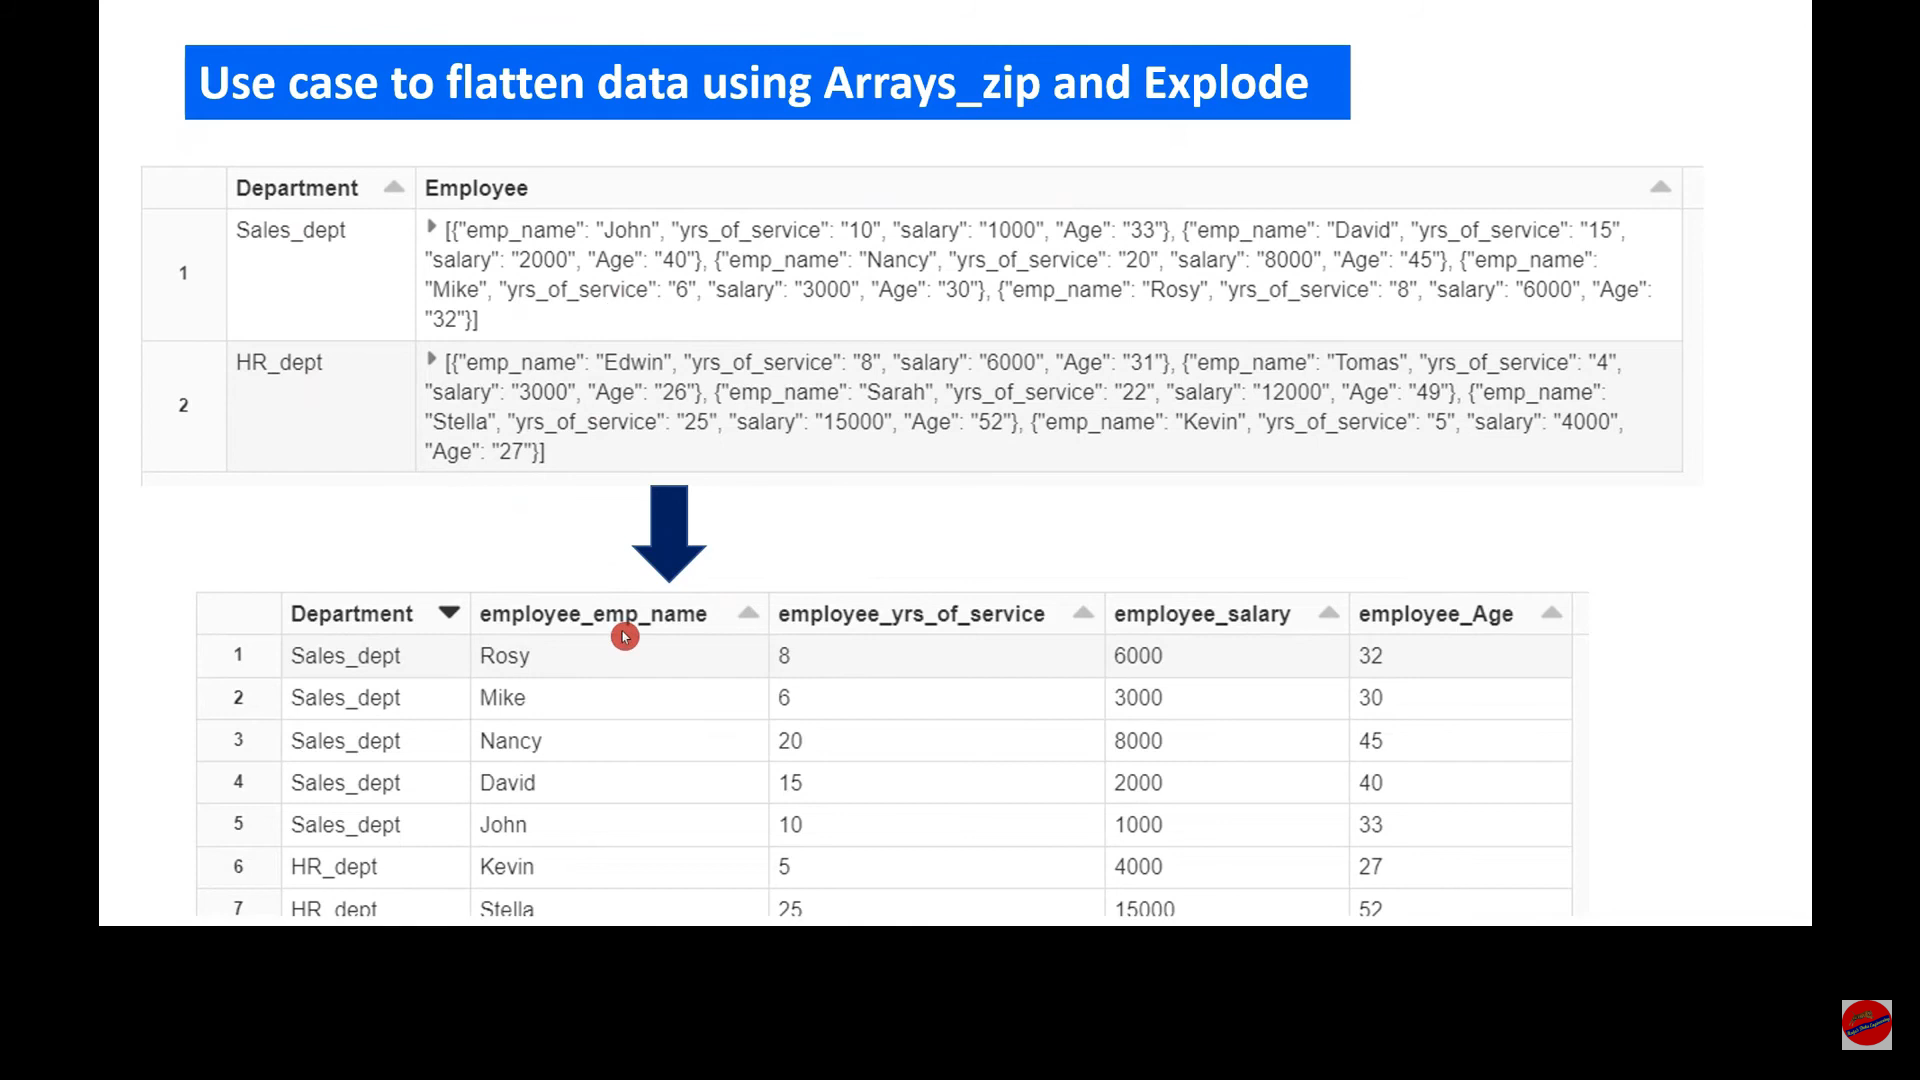 Use case to flatten data using Arrays_zip and Explode
Department Employee
1 Sales_dept [{"emp_name": "John", "yrs_of_service": "10", "salary": "1000", "Age": "33"}, {"emp_name": "David", "yrs_of_service": "15",
"salary": "2000", "Age": "40"}, {"emp_name": "Nancy", "yrs_of_service": "20", "salary": "8000", "Age": "45"}, {"emp_name":
"Mike", "yrs_of_service": "6", "salary": "3000", "Age": "30"}, {"emp_name": "Rosy", "yrs_of_service": "8", "salary": "6000", "Age":
"32"}]
2 HR_dept [{"emp_name": "Edwin", "yrs_of_service": "8", "salary": "6000", "Age": "31"}, {"emp_name": "Tomas", "yrs_of_service": "4",
"salary": "3000", "Age": "26"}, {"emp_name": "Sarah", "yrs_of_service": "22", "salary": "12000", "Age": "49"}, {"emp_name":
"Stella", "yrs_of_service": "25", "salary": "15000", "Age": "52"}, {"emp_name": "Kevin", "yrs_of_service": "5", "salary": "4000",
"Age": "27"}]
Department employee_emp_name employee_yrs_of_service employee_salary employee_Age
1 Sales_dept Rosy 8 6000 32
2 Sales_dept Mike 6 3000 30
3 Sales_dept Nancy 20 8000 45
4 Sales_dept David 15 2000 40
5 Sales_dept John 10 1000 33
6 HR_dept Kevin 5 4000 27
7 HR_dept Stella 25 15000 52